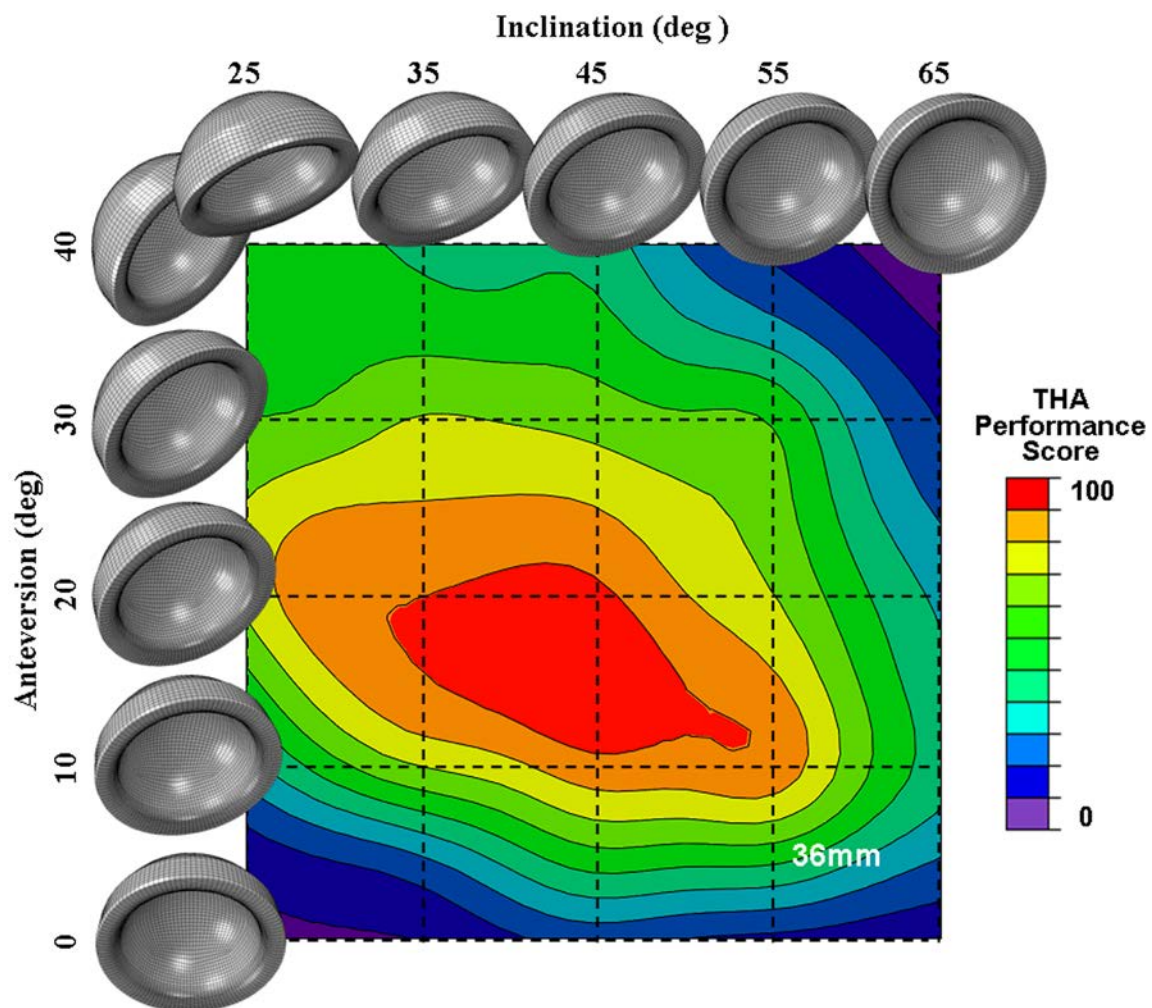 Inclination (deg )
25 35 45 55 65
40
30
20
10
0
Anteversion (deg)
THA
Performance
Score
100
0
36mm